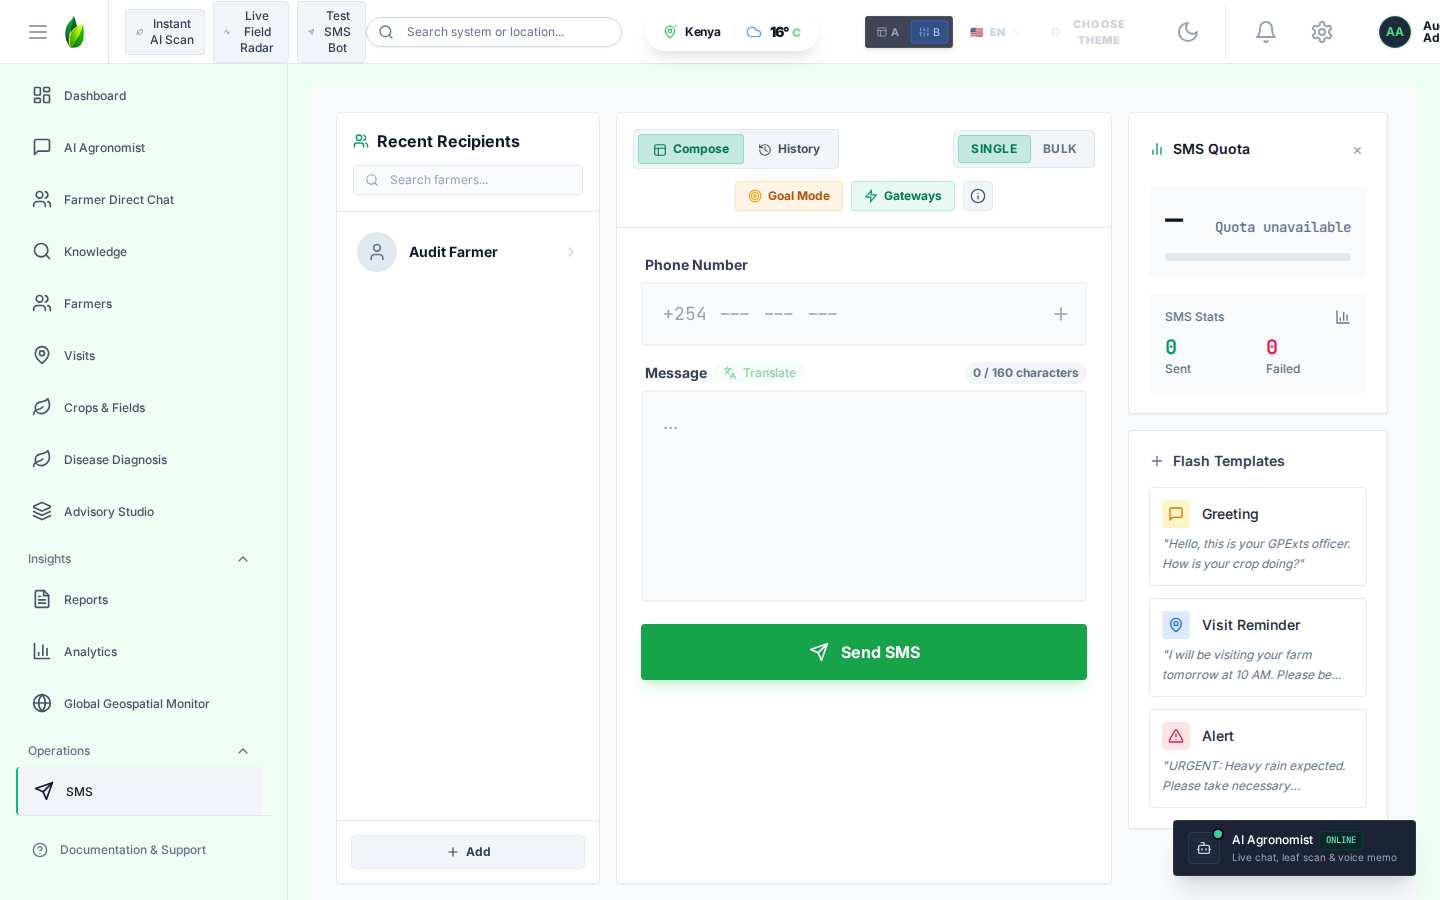 Instant
AI Scan
Live
Field
Radar
Test
SMS
Bot
Search system or location...
Kenya
16° C
A
B
EN
CHOOSE
THEME
AA
Au
Ad
Dashboard
AI Agronomist
Farmer Direct Chat
Knowledge
Farmers
Visits
Crops & Fields
Disease Diagnosis
Advisory Studio
Insights
Reports
Analytics
Global Geospatial Monitor
Operations
SMS
Documentation & Support
Recent Recipients
Search farmers...
Audit Farmer
Add
Compose
History
SINGLE
BULK
Goal Mode
Gateways
Phone Number
+254 --- --- ---
Message
Translate
0 / 160 characters
...
Send SMS
SMS Quota
×
–
Quota unavailable
SMS Stats
0
0
Sent
Failed
Flash Templates
Greeting
"Hello, this is your GPExts officer.
How is your crop doing?"
Visit Reminder
"I will be visiting your farm
tomorrow at 10 AM. Please be...
Alert
"URGENT: Heavy rain expected.
Please take necessary...
AI Agronomist
ONLINE
Live chat, leaf scan & voice memo